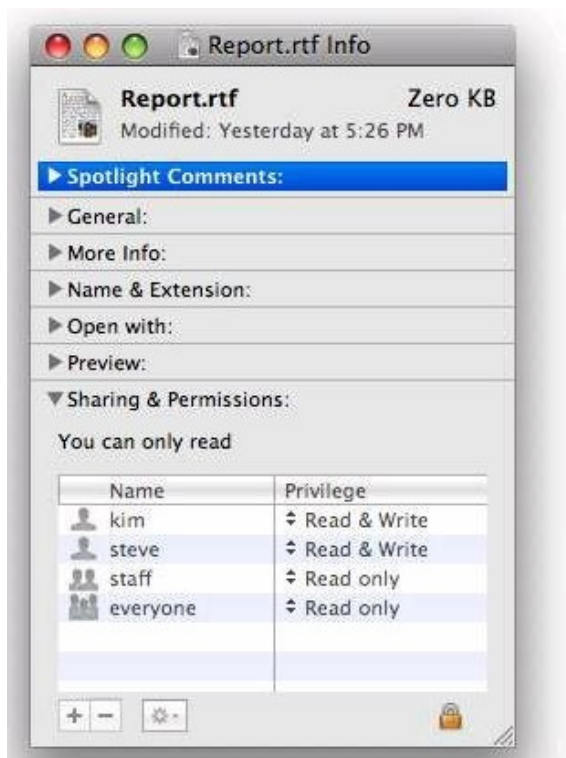 Report.rtf Info
Report.rtf Zero KB
Modified: Yesterday at 5:26 PM
Spotlight Comments:
General:
More Info:
Name & Extension:
Open with:
Preview:
Sharing & Permissions:
You can only read
Name Privilege
kim Read & Write
steve Read & Write
staff Read only
everyone Read only